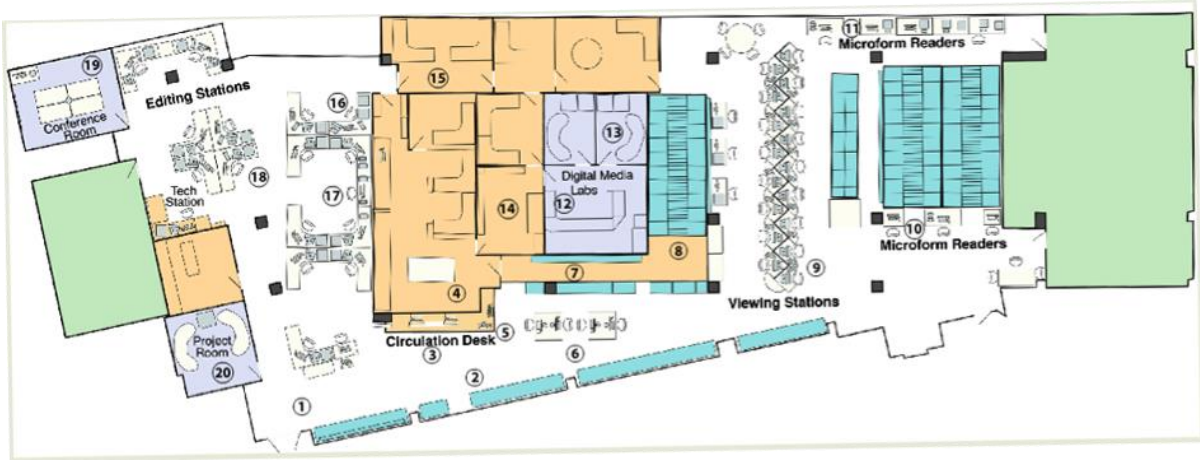 19
Editing Stations
Conference
Room
11
Microform Readers
15
16
13
Digital Media
Labs
12
18
17
Tech
Station
14
10
Microform Readers
8
7
9
Viewing Stations
4
5
Circulation Desk
3
6
Project
Room
20
2
1